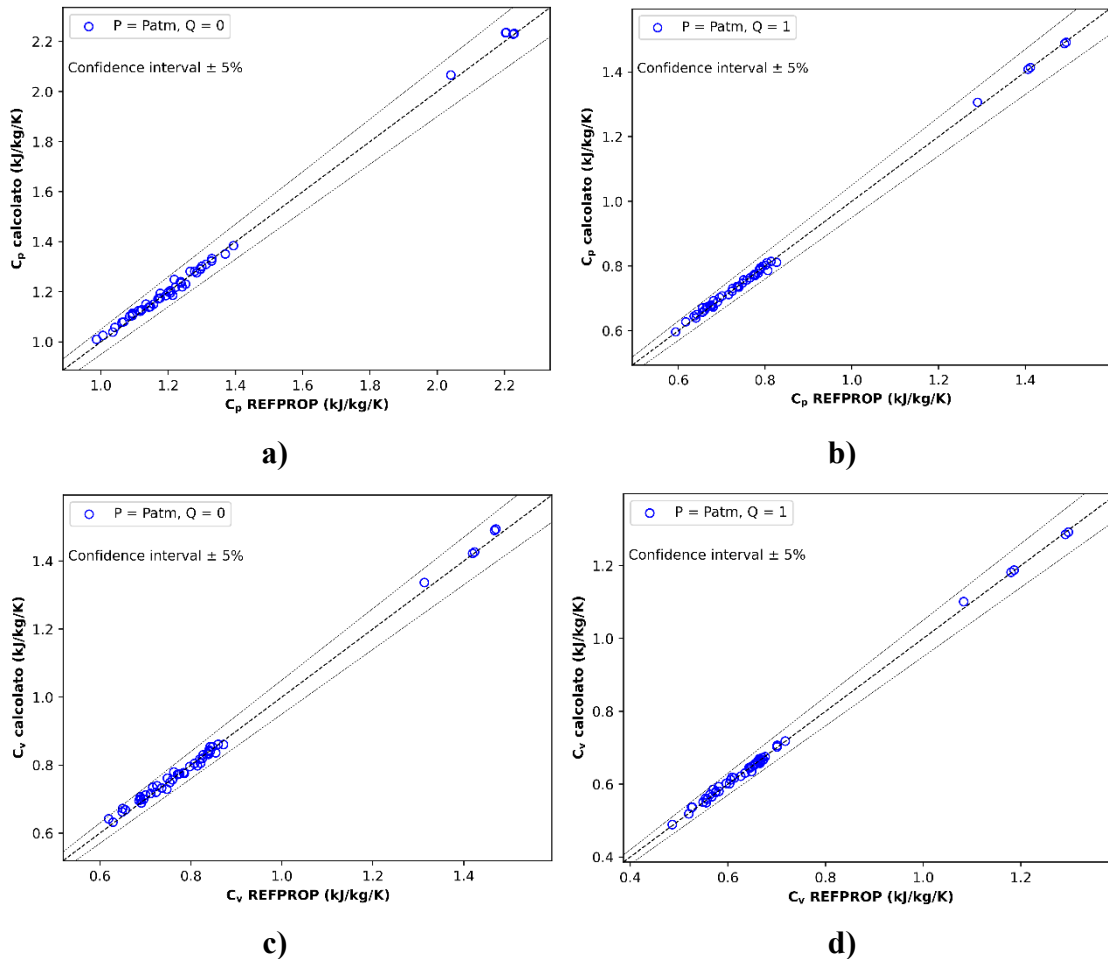 P = Patm, Q = 0
Confidence interval ± 5%
Cp calcolato (kJ/kg/K)
2.2
2.0
1.8
1.6
1.4
1.2
1.0
1.0 1.2 1.4 1.6 1.8 2.0 2.2
Cp REFPROP (kJ/kg/K)
a)
P = Patm, Q = 1
Confidence interval ± 5%
Cp calcolato (kJ/kg/K)
1.4
1.2
1.0
0.8
0.6
0.6 0.8 1.0 1.2 1.4
Cp REFPROP (kJ/kg/K)
b)
P = Patm, Q = 0
Confidence interval ± 5%
Cv calcolato (kJ/kg/K)
1.4
1.2
1.0
0.8
0.6
0.6 0.8 1.0 1.2 1.4
Cv REFPROP (kJ/kg/K)
c)
P = Patm, Q = 1
Confidence interval ± 5%
Cv calcolato (kJ/kg/K)
1.2
1.0
0.8
0.6
0.4
0.4 0.6 0.8 1.0 1.2
Cv REFPROP (kJ/kg/K)
d)